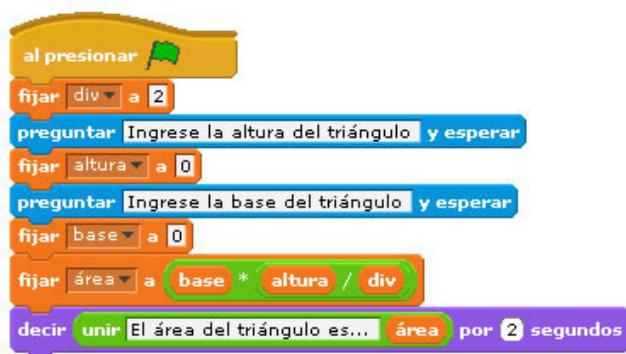 al presionar
fijar div a 2
preguntar Ingrese la altura del triángulo y esperar
fijar altura a 0
preguntar Ingrese la base del triángulo y esperar
fijar base a 0
fijar área a base * altura / div
decir unir El área del triángulo es... área por 2 segundos